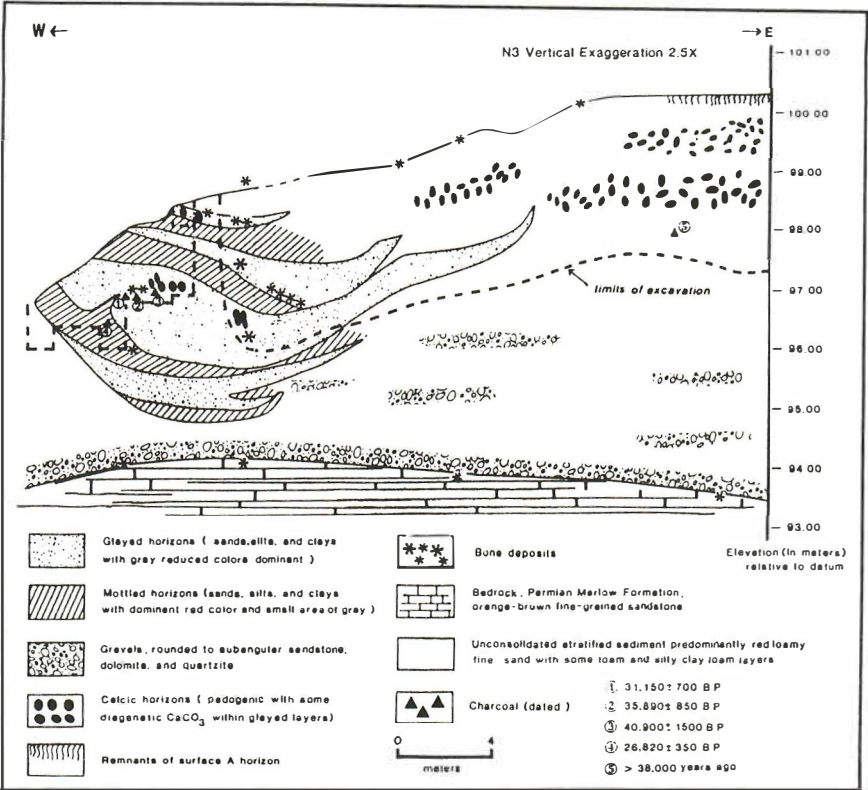 W ←
→ E
N3 Vertical Exaggeration 2.5X
101 00
100 00
99.00
98.00
97.00
96.00
95.00
94.00
93.00
5
1
2
3
4
limits of excavation
Elevation (In meters)
relative to datum
Gleyed horizons ( sands, silts, and clays
with gray reduced colors dominant )
Mottled horizons (sands, silts, and clays
with dominant red color and small area of gray )
Gravels, rounded to subangular sandstone,
dolomite, and quartzite
Calcic horizons ( pedogenic with some
diagenetic CaCO3 within gleyed layers)
Remnants of surface A horizon
Bone deposits
Bedrock, Permian Marlow Formation,
orange-brown fine-grained sandstone
Unconsolidated stratified sediment predominantly red loamy
fine sand with some loam and silty clay loam layers
Charcoal (dated )
0 4
meters
① 31.150± 700 B P
② 35.890± 850 B P
③ 40.900± 1500 B P
④ 26.820± 350 B P
⑤ > 38.000 years ago